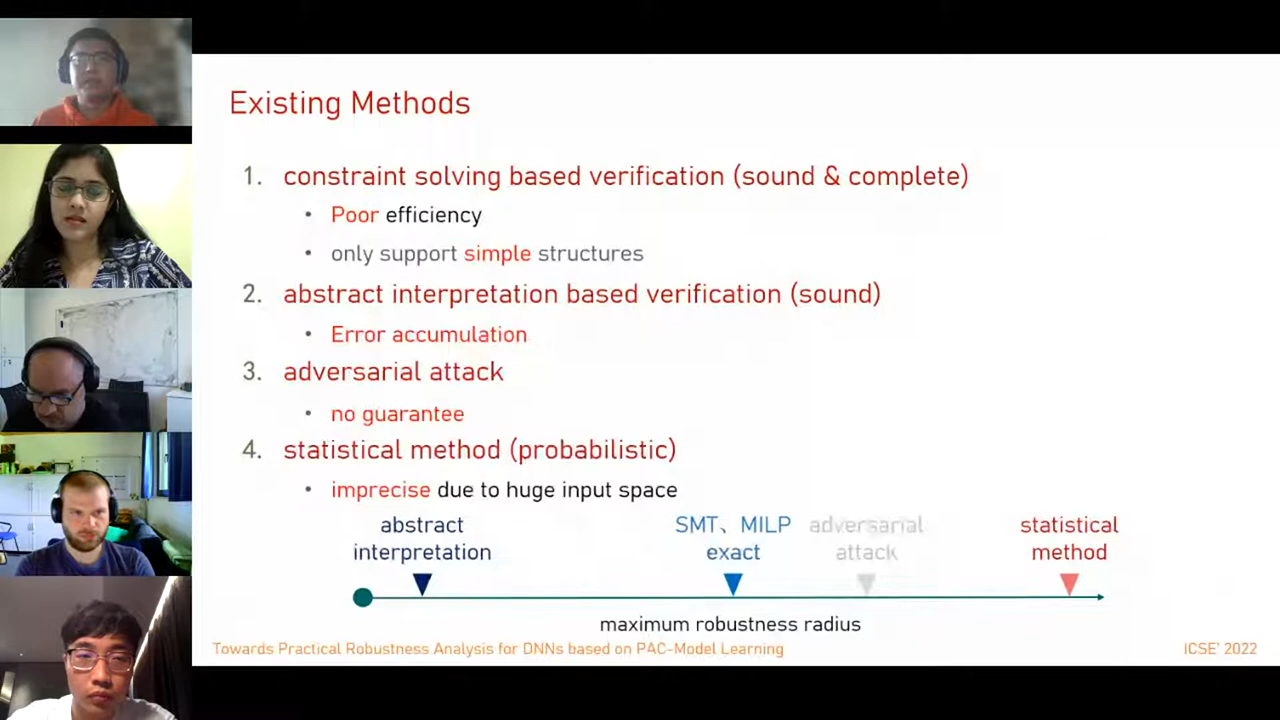 Existing Methods
1. constraint solving based verification (sound & complete)
• Poor efficiency
• only support simple structures
2. abstract interpretation based verification (sound)
• Error accumulation
3. adversarial attack
• no guarantee
4. statistical method (probabilistic)
• imprecise due to huge input space
abstract
interpretation
SMT、MILP
exact
adversarial
attack
statistical
method
maximum robustness radius
Towards Practical Robustness Analysis for DNNs based on PAC-Model Learning
ICSE' 2022